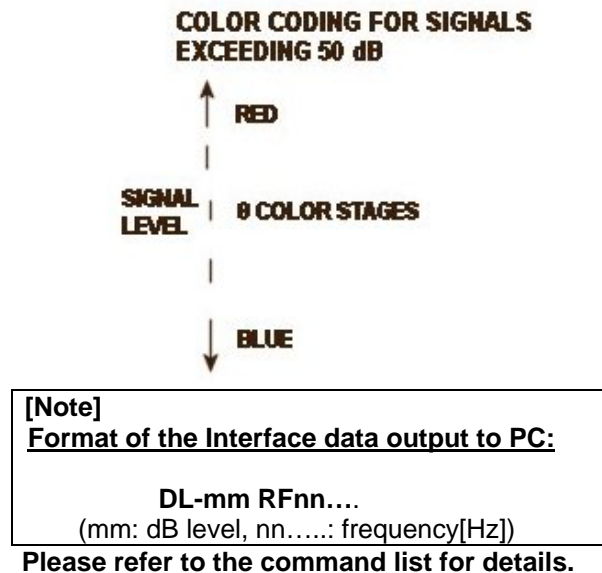 COLOR CODING FOR SIGNALS
EXCEEDING 50 dB
RED
SIGNAL
LEVEL
8 COLOR STAGES
BLUE
[Note]
Format of the Interface data output to PC:
DL-mm RFnn….
(mm: dB level, nn…..: frequency[Hz])
Please refer to the command list for details.